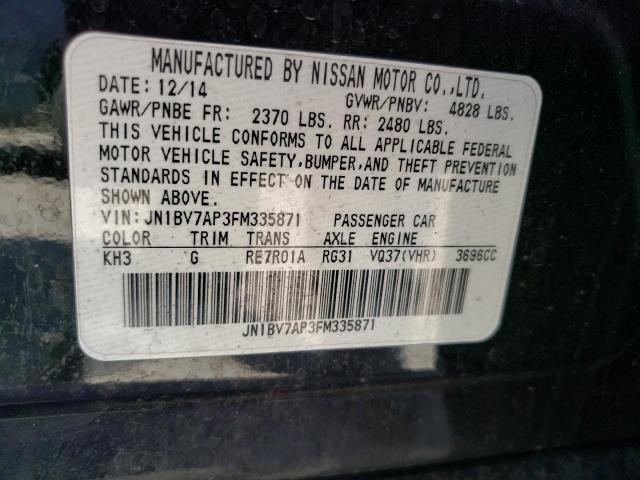 MANUFACTURED BY NISSAN MOTOR CO.,LTD.
DATE: 12/14 GVWR/PNBV: 4828 LBS.
GAWR/PNBE FR: 2370 LBS. RR: 2480 LBS.
THIS VEHICLE CONFORMS TO ALL APPLICABLE FEDERAL
MOTOR VEHICLE SAFETY,BUMPER,AND THEFT PREVENTION
STANDARDS IN EFFECT ON THE DATE OF MANUFACTURE
SHOWN ABOVE.
VIN: JN1BV7AP3FM335871 PASSENGER CAR
COLOR TRIM TRANS AXLE ENGINE
KH3 G RE7R01A RG31 VQ37(VHR) 3696CC
JN1BV7AP3FM335871